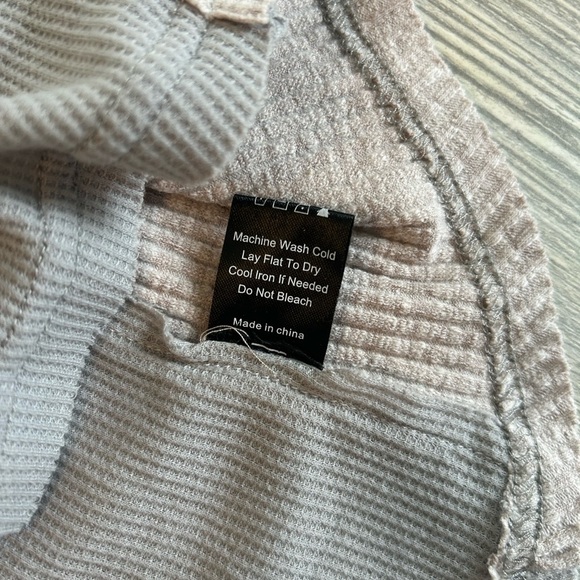 Machine Wash Cold
Lay Flat To Dry
Cool Iron If Needed
Do Not Bleach
Made in china